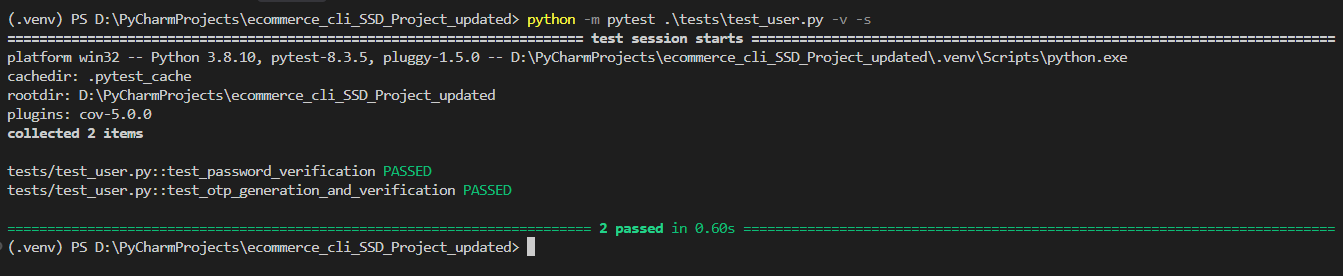 (.venv) PS D:\PyCharmProjects\ecommerce_cli_SSD_Project_updated> python -m pytest .\tests\test_user.py -v -s
======================================================================== test session starts =========================================================================
platform win32 -- Python 3.8.10, pytest-8.3.5, pluggy-1.5.0 -- D:\PyCharmProjects\ecommerce_cli_SSD_Project_updated\.venv\Scripts\python.exe
cachedir: .pytest_cache
rootdir: D:\PyCharmProjects\ecommerce_cli_SSD_Project_updated
plugins: cov-5.0.0
collected 2 items
tests/test_user.py::test_password_verification PASSED
tests/test_user.py::test_otp_generation_and_verification PASSED
========================================================================= 2 passed in 0.60s ==========================================================================
(.venv) PS D:\PyCharmProjects\ecommerce_cli_SSD_Project_updated>